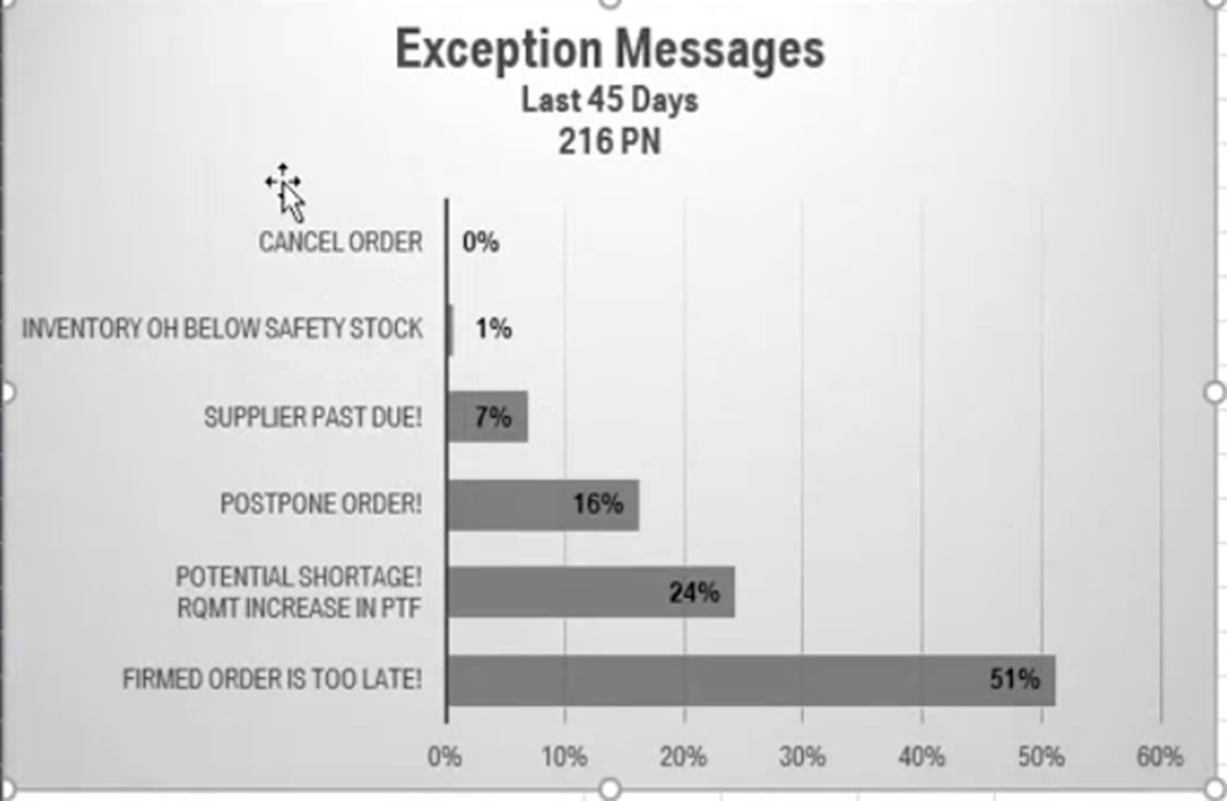 Exception Messages
Last 45 Days
216 PN
CANCEL ORDER 0%
INVENTORY OH BELOW SAFETY STOCK 1%
SUPPLIER PAST DUE! 7%
POSTPONE ORDER! 16%
POTENTIAL SHORTAGE!
RQMT INCREASE IN PTF 24%
FIRMED ORDER IS TOO LATE! 51%
0% 10% 20% 30% 40% 50% 60%